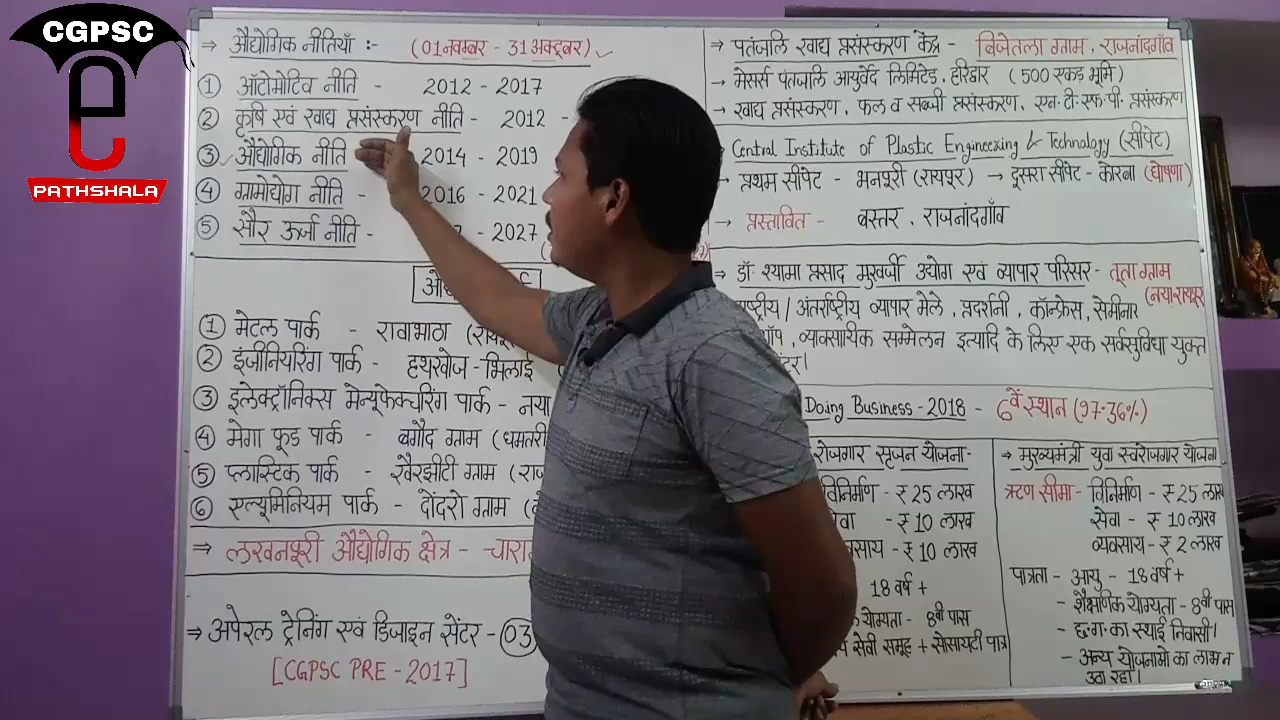 CGPSC
e
PATHSHALA
→ औद्योगिक नीतियाँ :- (01 नवम्बर - 31 अक्टूबर)
① ऑटोमोटिव नीति - 2012 - 2017
② कृषि एवं खाद्य प्रसंस्करण नीति - 2012 -
③ औद्योगिक नीति 2014 - 2019
④ ग्रामोद्योग नीति - 2016 - 2021
⑤ सौर ऊर्जा नीति - - 2027
① मेटल पार्क - रावाभाठा
② इंजीनियरिंग पार्क - हथखोज - भिलाई
③ इलेक्ट्रॉनिक्स मेन्यूफेक्चरिंग पार्क - नया
④ मेगा फूड पार्क - बगौद ग्राम (धमतरी
⑤ प्लास्टिक पार्क - खैरझीटी ग्राम (राज
⑥ एल्यूमिनियम पार्क - दोंदरो ग्राम
⇒ लखनपुरी औद्योगिक क्षेत्र - चारामा
⇒ अपेरल ट्रेनिंग एवं डिजाइन सेंटर - 03
[CGPSC PRE - 2017]
→ पतंजलि खाद्य प्रसंस्करण केंद्र - बिजेतला ग्राम, राजनांदगाँव
→ मेसर्स पतंजलि आयुर्वेद लिमिटेड, हरिद्वार (500 एकड़ भूमि)
→ खाद्य प्रसंस्करण, फल व सब्जी प्रसंस्करण, एन.टी.एफ.पी. प्रसंस्करण
Central Institute of Plastic Engineering & Technology (सीपेट)
→ प्रथम सीपेट - भनपुरी (रायपुर) → दूसरा सीपेट - कोरबा (घोषणा)
→ प्रस्तावित - बस्तर, राजनांदगाँव
→ डॉ. श्यामा प्रसाद मुखर्जी उद्योग एवं व्यापार परिसर - तूता ग्राम
(नया-रायपुर)
राष्ट्रीय / अंतर्राष्ट्रीय व्यापार मेले, प्रदर्शनी, कॉन्फ्रेंस, सेमीनार
शॉप, व्यावसायिक सम्मेलन इत्यादि के लिए एक सर्वसुविधा युक्त
Doing Business - 2018 - 6वें स्थान (97.36%)
रोजगार सृजन योजना -
विनिर्माण - ₹ 25 लाख
सेवा - ₹ 10 लाख
व्यवसाय - ₹ 10 लाख
18 वर्ष +
योग्यता - 8वी पास
सेवी समूह + सोसायटी पात्र
→ मुख्यमंत्री युवा स्वरोजगार योजना
ऋण सीमा - विनिर्माण - ₹ 25 लाख
सेवा - ₹ 10 लाख
व्यवसाय - ₹ 2 लाख
पात्रता - आयु - 18 वर्ष +
- शैक्षणिक योग्यता - 8वी पास
- छ.ग. का स्थाई निवासी।
- अन्य योजनाओं का लाभ न
उठा रहा।